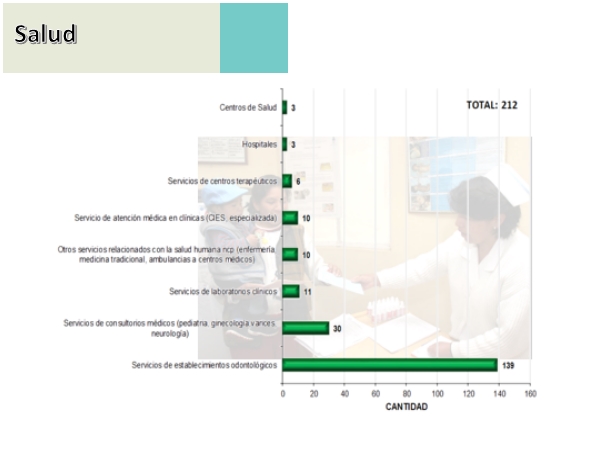 Salud
TOTAL: 212
Centros de Salud 3
Hospitales 3
Servicios de centros terapéuticos 6
Servicio de atención médica en clínicas (CIES, especializada) 10
Otros servicios relacionados con la salud humana ncp (enfermería,
medicina tradicional, ambulancias a centros médicos) 10
Servicios de laboratorios clínicos 11
Servicios de consultorios médicos (pediatria, ginecología varices,
neurología) 30
Servicios de establecimientos odontológicos 139
0 20 40 60 80 100 120 140 160
CANTIDAD